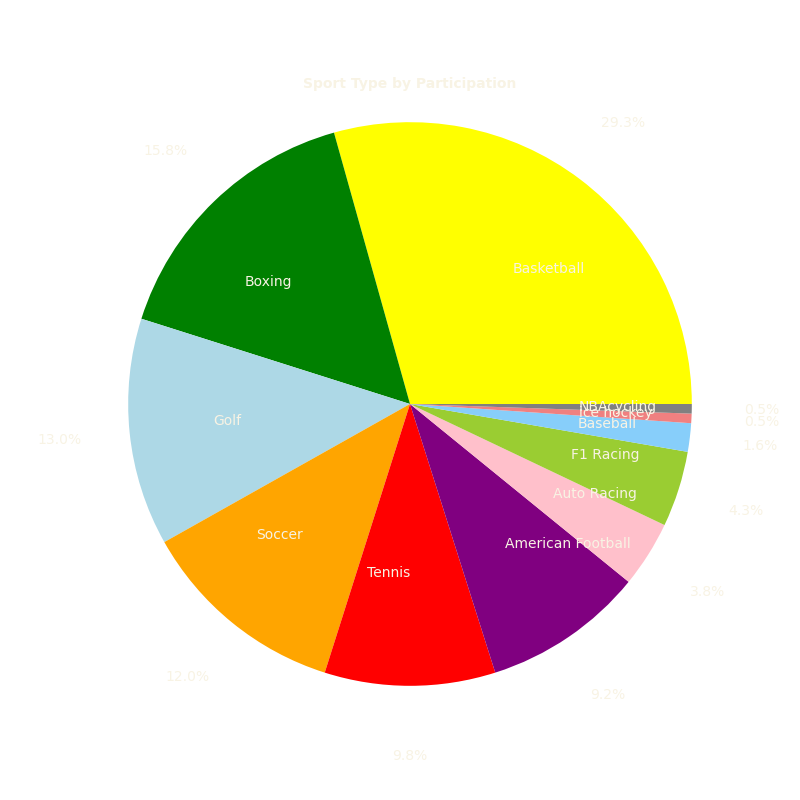 Sport Type by Participation
29.3%
15.8%
Basketball
Boxing
NBA
cycling
0.5%
Ice hockey
0.5%
Golf
Baseball
13.0%
1.6%
F1 Racing
Auto Racing
4.3%
Soccer
American Football
Tennis
3.8%
12.0%
9.2%
9.8%